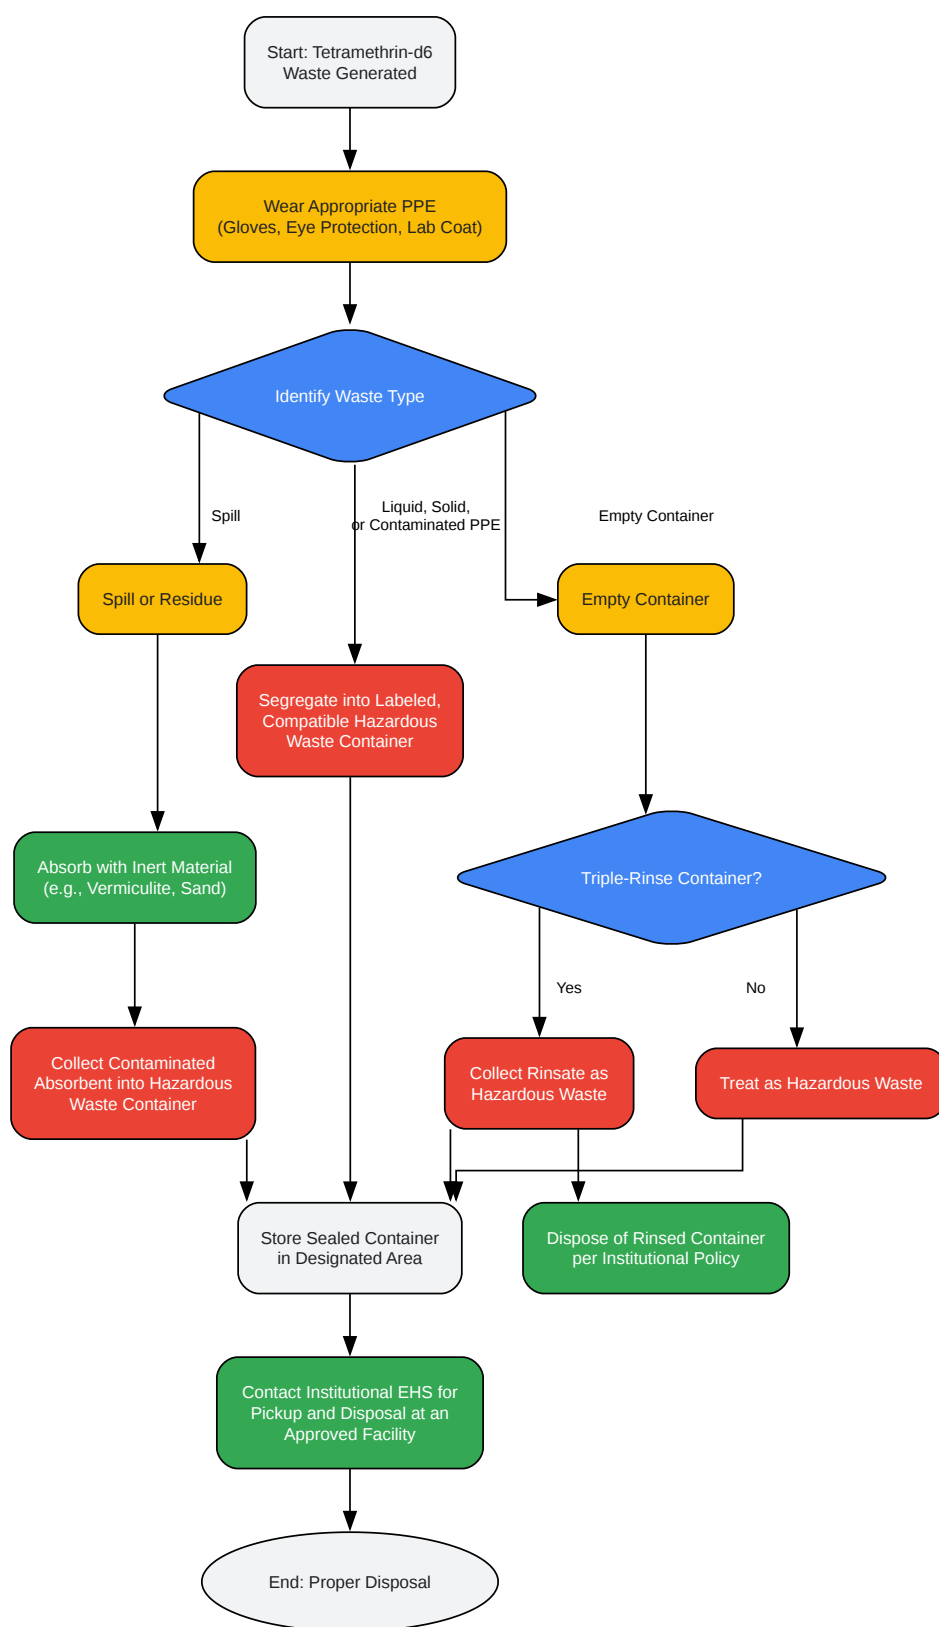 Start: Tetramethrin-d6
Waste Generated
Wear Appropriate PPE
(Gloves, Eye Protection, Lab Coat)
Identify Waste Type
Spill
Liquid, Solid,
or Contaminated PPE
Empty Container
Spill or Residue
Empty Container
Segregate into Labeled,
Compatible Hazardous
Waste Container
Absorb with Inert Material
(e.g., Vermiculite, Sand)
Triple-Rinse Container?
Yes
No
Collect Contaminated
Absorbent into Hazardous
Waste Container
Collect Rinsate as
Hazardous Waste
Treat as Hazardous Waste
Store Sealed Container
in Designated Area
Dispose of Rinsed Container
per Institutional Policy
Contact Institutional EHS for
Pickup and Disposal at an
Approved Facility
End: Proper Disposal